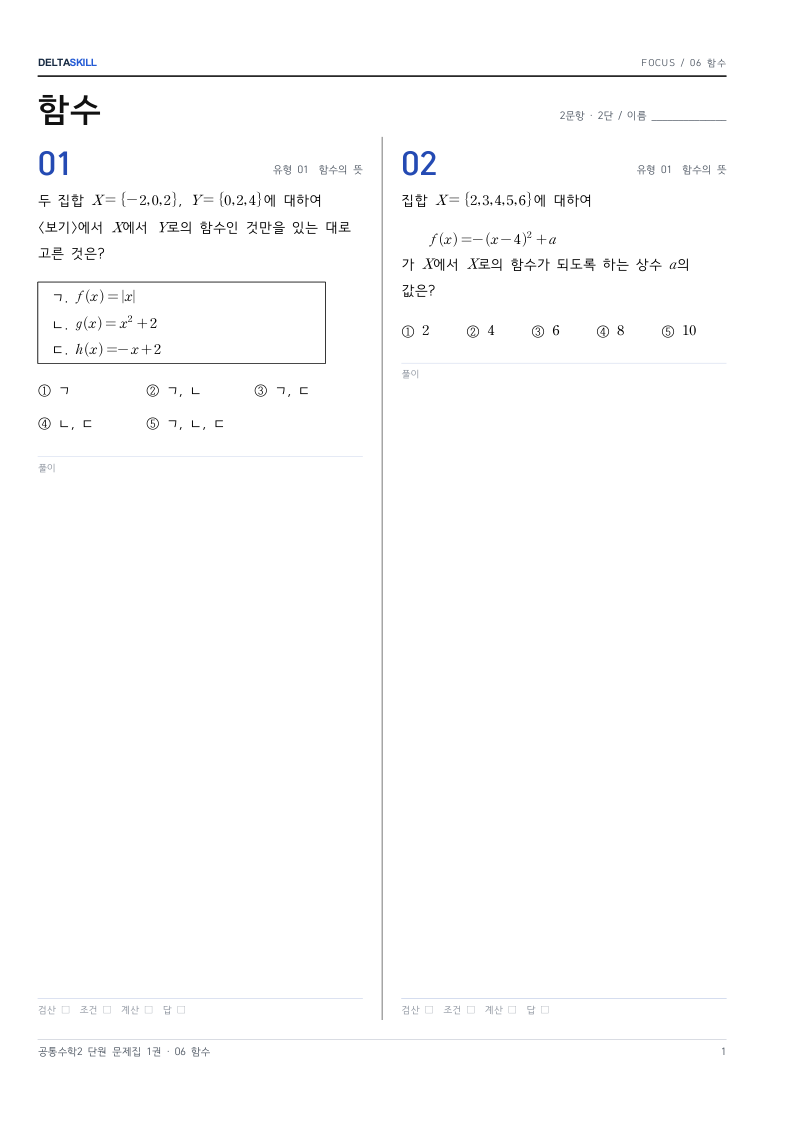 DELTASKILL
FOCUS / 06 함수
함수
2문항 · 2단 / 이름 ____________
01
유형 01 함수의 뜻
두 집합 X={−2,0,2}, Y={0,2,4}에 대하여
〈보기〉에서 X에서 Y로의 함수인 것만을 있는 대로
고른 것은?
ㄱ. f(x)=|x|
ㄴ. g(x)=x²+2
ㄷ. h(x)=−x+2
① ㄱ ② ㄱ, ㄴ ③ ㄱ, ㄷ
④ ㄴ, ㄷ ⑤ ㄱ, ㄴ, ㄷ
풀이
검산 □ 조건 □ 계산 □ 답 □
02
유형 01 함수의 뜻
집합 X={2,3,4,5,6}에 대하여
f(x)=−(x−4)²+a
가 X에서 X로의 함수가 되도록 하는 상수 a의
값은?
① 2 ② 4 ③ 6 ④ 8 ⑤ 10
풀이
검산 □ 조건 □ 계산 □ 답 □
공통수학2 단원 문제집 1권 · 06 함수
1